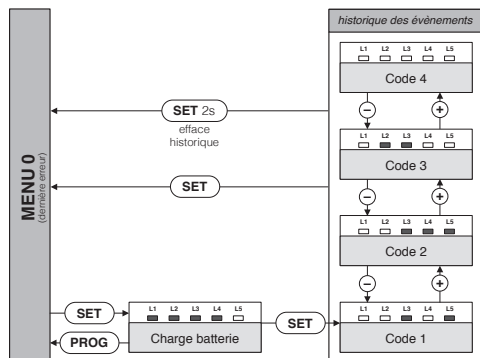 historique des évènements
L1 L2 L3 L4 L5
Code 4
− +
SET 2s
efface
historique
L1 L2 L3 L4 L5
Code 3
SET
− +
MENU 0
(dernière erreur)
L1 L2 L3 L4 L5
Code 2
− +
SET
L1 L2 L3 L4 L5
Charge batterie
PROG
SET
L1 L2 L3 L4 L5
Code 1